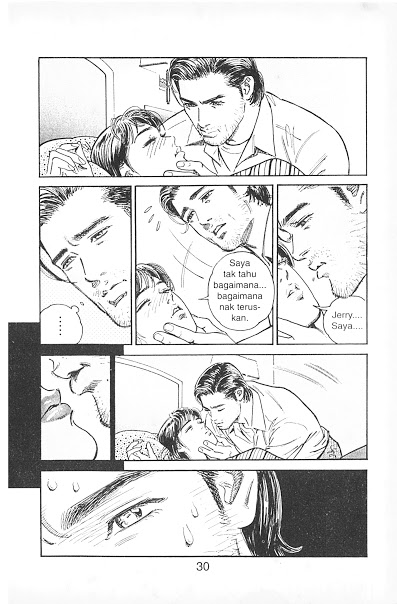 .....
Saya
tak tahu
bagaimana...
bagaimana
nak terus-
kan.
Jerry....
Saya....
30